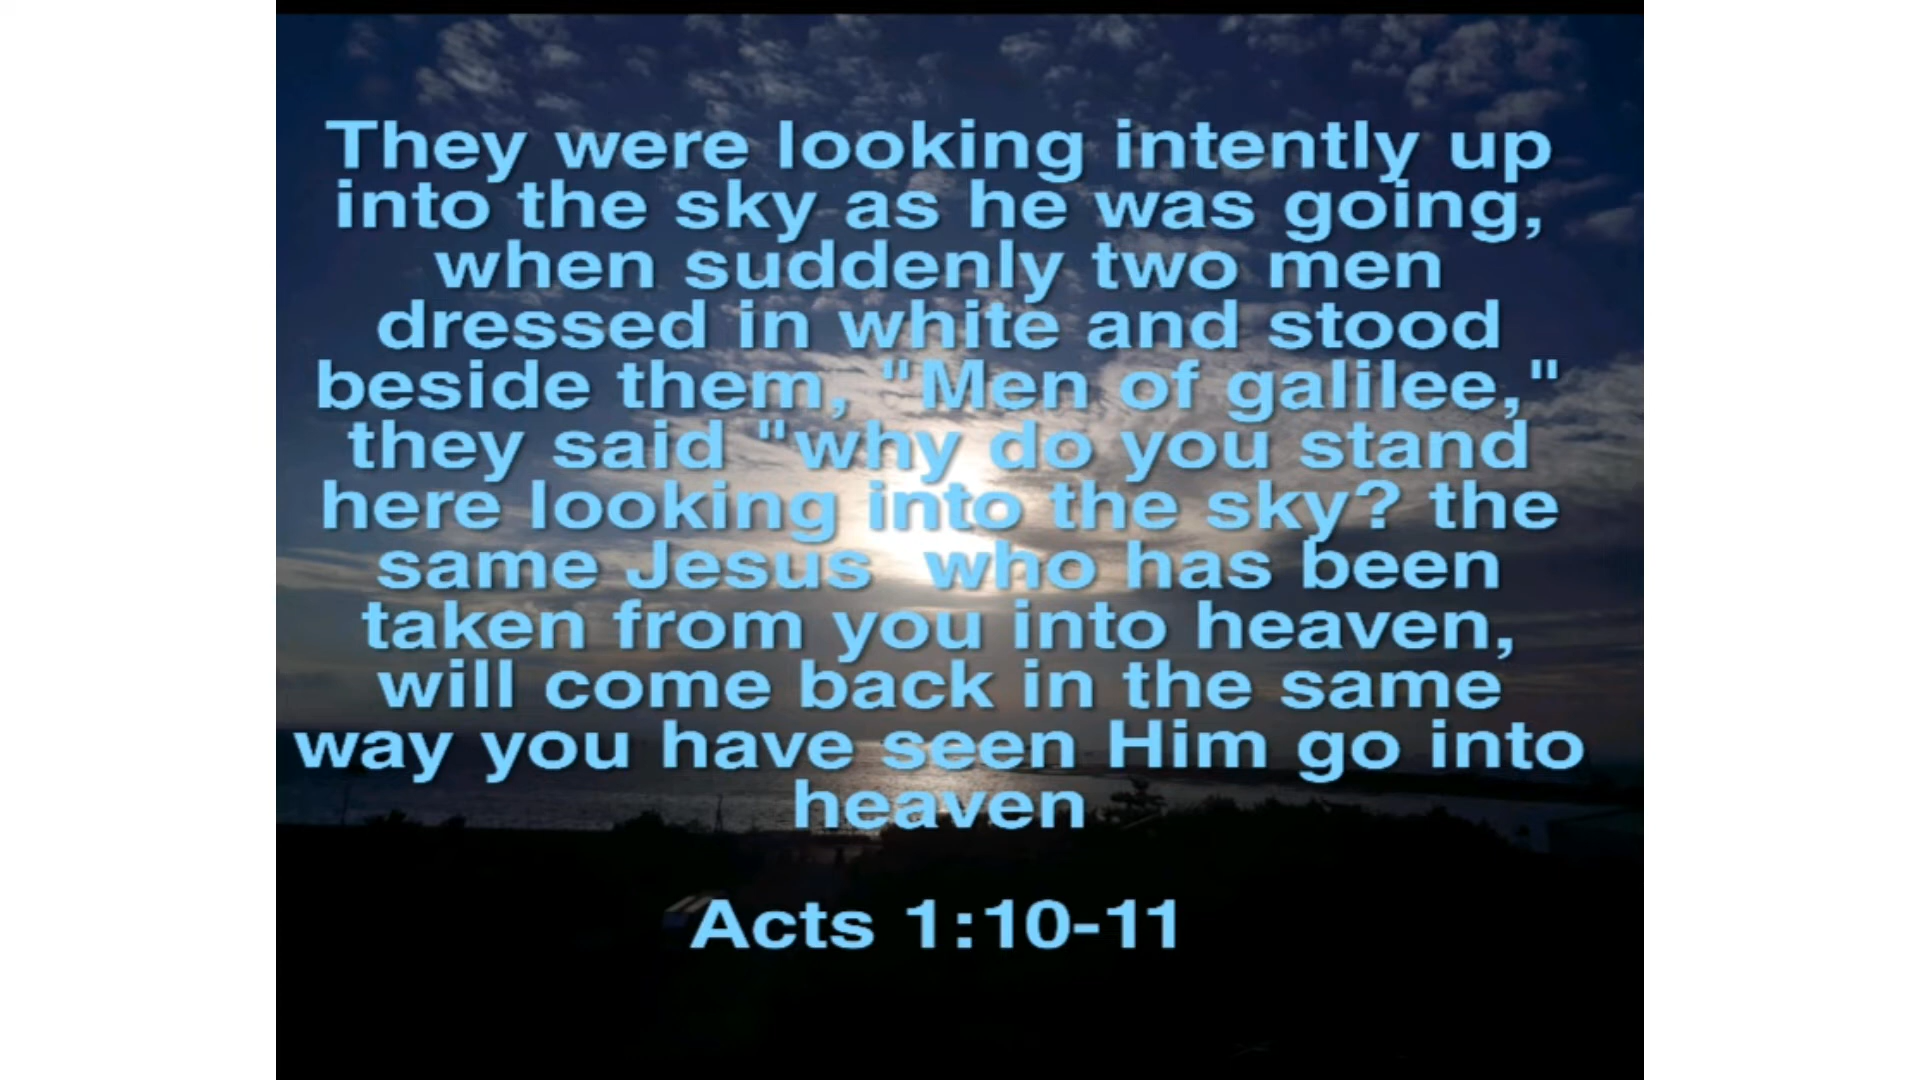 They were looking intently up
into the sky as he was going,
when suddenly two men
dressed in white and stood
beside them, "Men of galilee,"
they said "why do you stand
here looking into the sky? the
same Jesus who has been
taken from you into heaven,
will come back in the same
way you have seen Him go into
heaven
Acts 1:10-11